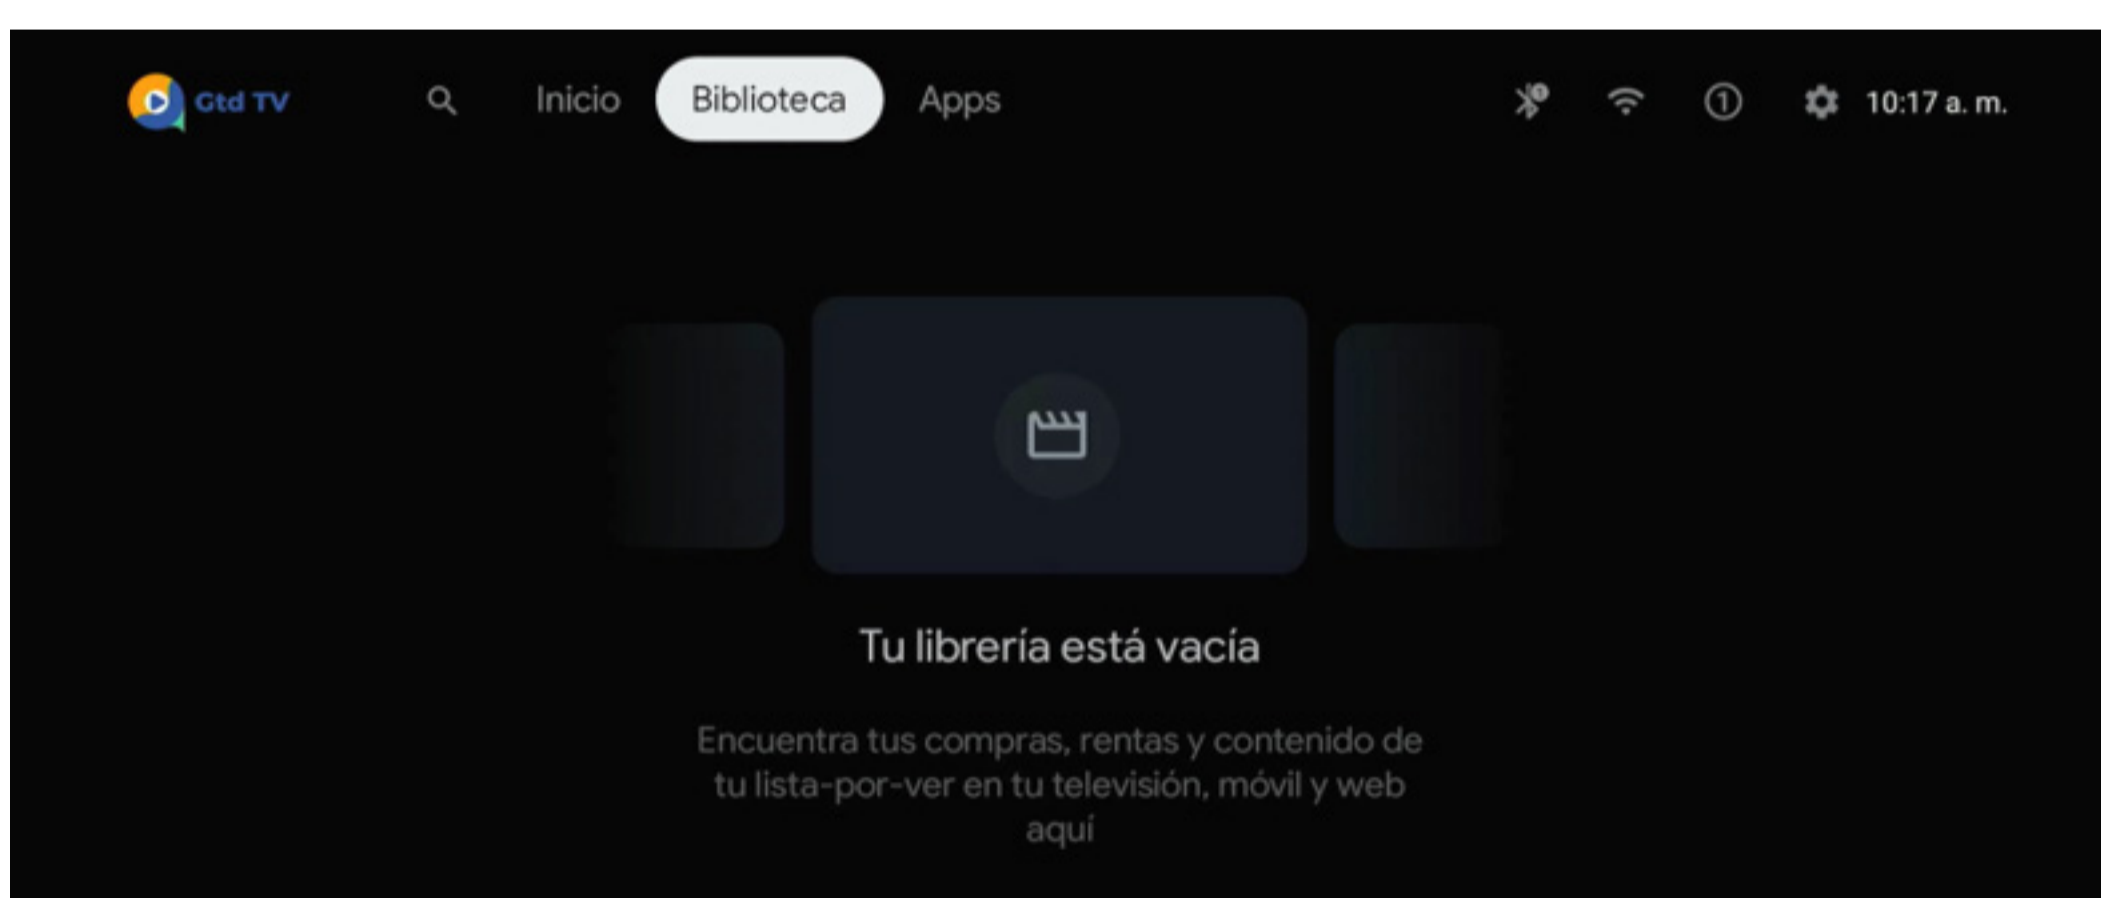 Gtd TV
Inicio
Biblioteca
Apps
1
10:17 a. m.
Tu librería está vacía
Encuentra tus compras, rentas y contenido de
tu lista-por-ver en tu televisión, móvil y web
aquí